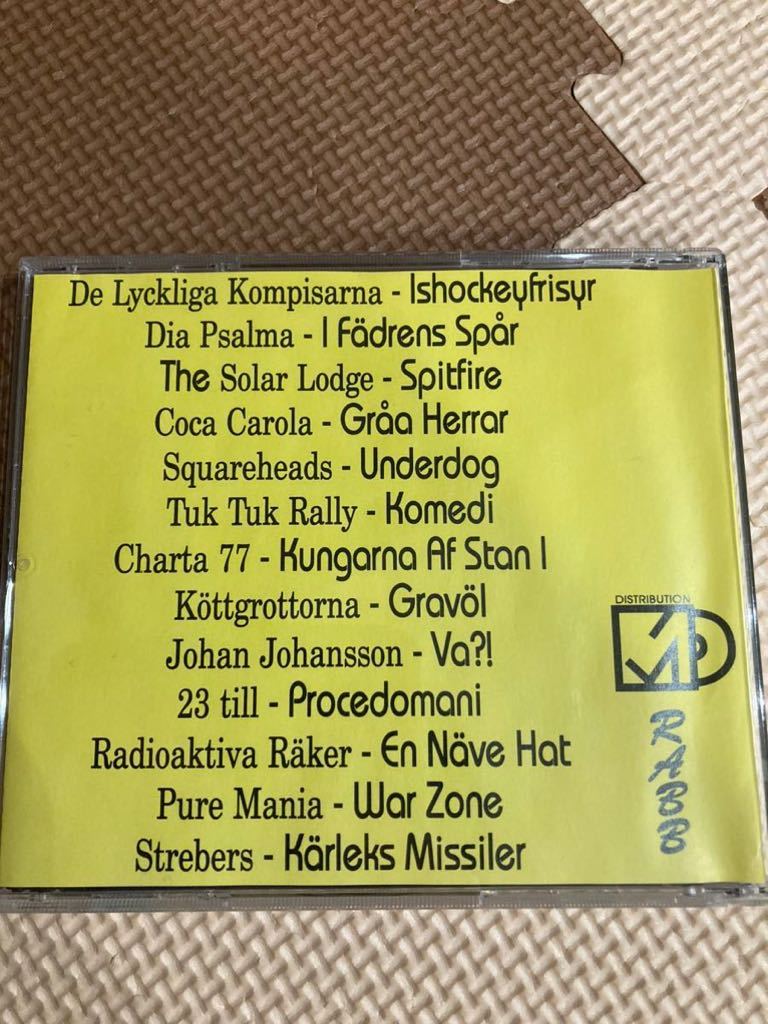 De Lyckliga Kompisarna - Ishockeyfrisyr
Dia Psalma - I Fädrens Spår
The Solar Lodge - Spitfire
Coca Carola - Gråa Herrar
Squareheads - Underdog
Tuk Tuk Rally - Komedi
Charta 77 - Kungarna Af Stan I
Köttgrottorna - Gravöl
Johan Johansson - Va?!
23 till - Procedomani
Radioaktiva Räker - En Näve Hat
Pure Mania - War Zone
Strebers - Kärleks Missiler
DISTRIBUTION